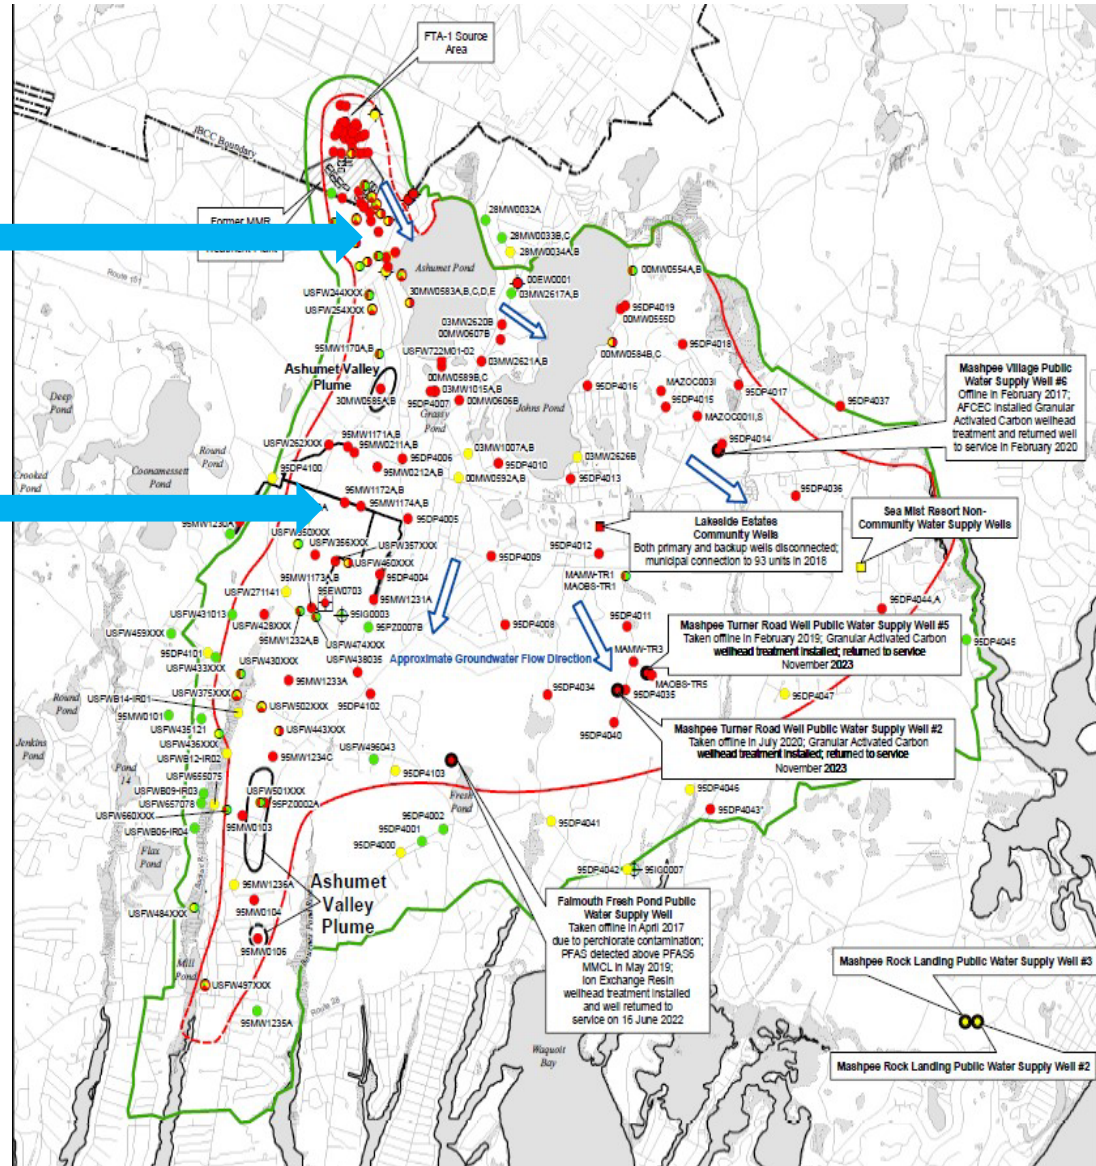 FTA-1 Source
Area
JBCC Boundary
Former MMR
Treatment Plant
Route 151
Ashumet Pond
28MW0032A
28MW0033B,C
28MW0034A,B
00EW0001
03MW2617A,B
00MW0554A,B
USFW244XXX
30MW0583A,B,C,D,E
USFW254XXX
95DP4019
00MW0555D
03MW2620B
00MW0607B
95MW1170A,B
USFW722M01-02
00MW0584B,C
95DP4018
Ashumet Valley
Plume
03MW2621A,B
00MW0589B,C
03MW1015A,B
30MW0585A,B
95DP4007
00MW0606B
Grassy
Pond
Johns Pond
95DP4016
MAZOC003I
95DP4015
95DP4017
MAZOC001I,S
95DP4037
Mashpee Village Public
Water Supply Well #6
Offline in February 2017;
AFCEC Installed Granular
Activated Carbon wellhead
treatment and returned well
to service in February 2020
Deep
Pond
Round
Pond
Crooked
Pond
Coonamessett
Pond
USFW262XXX
95MW1171A,B
95MW0211A,B
95DP4006
95MW0212A,B
95DP4100
03MW1007A,B
95DP4010
00MW0592A,B
03MW2626B
95DP4013
95DP4014
95DP4036
95MW1172A,B
95MW1174A,B
95DP4005
95MW1230A
USFW350XXX
USFW356XXX
USFW357XXX
USFW460XXX
95DP4009
95DP4012
Lakeside Estates
Community Wells
Both primary and backup wells disconnected;
municipal connection to 93 units in 2018
Sea Mist Resort Non-
Community Water Supply Wells
95MW1173A,B
95DP4004
USFW271141
95EW0703
95MW1231A
MAMW-TR1
MAOBS-TR1
USFW431013
USFW428XXX
95IG0003
95PZ0007B
95DP4008
95DP4011
95DP4044,A
USFW459XXX
95MW1232A,B
USFW474XXX
Mashpee Turner Road Well Public Water Supply Well #5
Taken offline in February 2019; Granular Activated Carbon
wellhead treatment installed; returned to service
November 2023
95DP4045
95DP4101
USFW433XXX
USFW430XXX
USFW438035
Approximate Groundwater Flow Direction
MAMW-TR3
MAOBS-TR5
95MW1233A
USFW375XXX
USFWB14-IR01
USFW502XXX
95DP4102
95DP4034
95DP4035
95DP4047
Round
Pond
95MW0101
USFW435121
USFW443XXX
95DP4040
Mashpee Turner Road Well Public Water Supply Well #2
Taken offline in July 2020; Granular Activated Carbon
wellhead treatment installed; returned to service
November 2023
Jenkins
Pond
USFW436XXX
USFWB12-IR02
95MW1234C
USFW496043
95DP4103
Pond
14
USFW655075
USFWB09-IR03
USFW657078
USFW501XXX
95PZ0002A
Fresh
Pond
95DP4046
95DP4043*
USFW660XXX
USFWB06-IR04
95MW0103
95DP4002
95DP4001
95DP4000
95DP4041
Flax
Pond
95DP4042
95IG0007
95MW1236A
Ashumet
Valley
Plume
USFW484XXX
95MW0104
95MW0106
Falmouth Fresh Pond Public
Water Supply Well
Taken offline in April 2017
due to perchlorate contamination;
PFAS detected above PFAS6
MMCL in May 2019;
Ion Exchange Resin
wellhead treatment installed
and well returned to
service on 16 June 2022
Mill
Pond
USFW497XXX
95MW1235A
Route 28
Waquoit
Bay
Mashpee Rock Landing Public Water Supply Well #3
Mashpee Rock Landing Public Water Supply Well #2